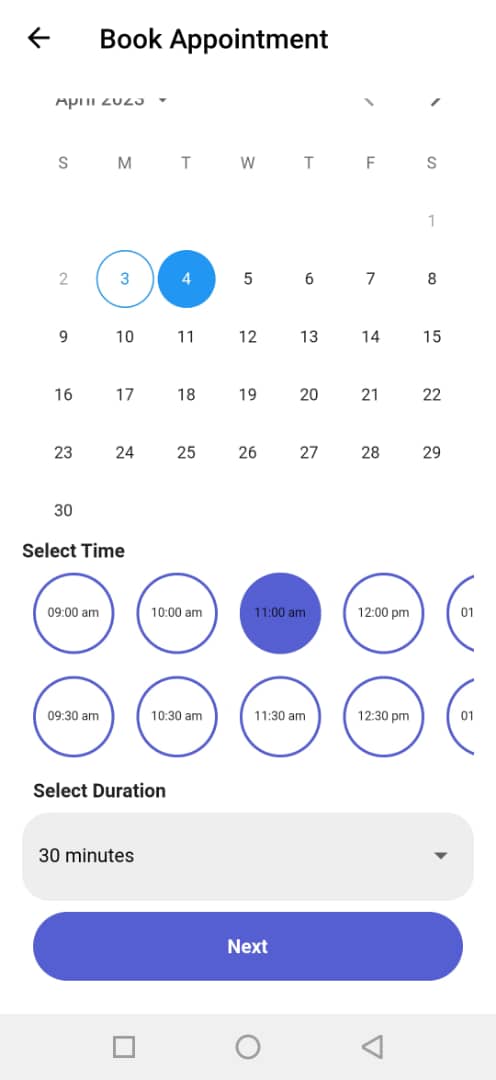 Book Appointment
April 2023
S M T W T F S
1
2 3 4 5 6 7 8
9 10 11 12 13 14 15
16 17 18 19 20 21 22
23 24 25 26 27 28 29
30
Select Time
09:00 am 10:00 am 11:00 am 12:00 pm 01
09:30 am 10:30 am 11:30 am 12:30 pm 01
Select Duration
30 minutes
Next